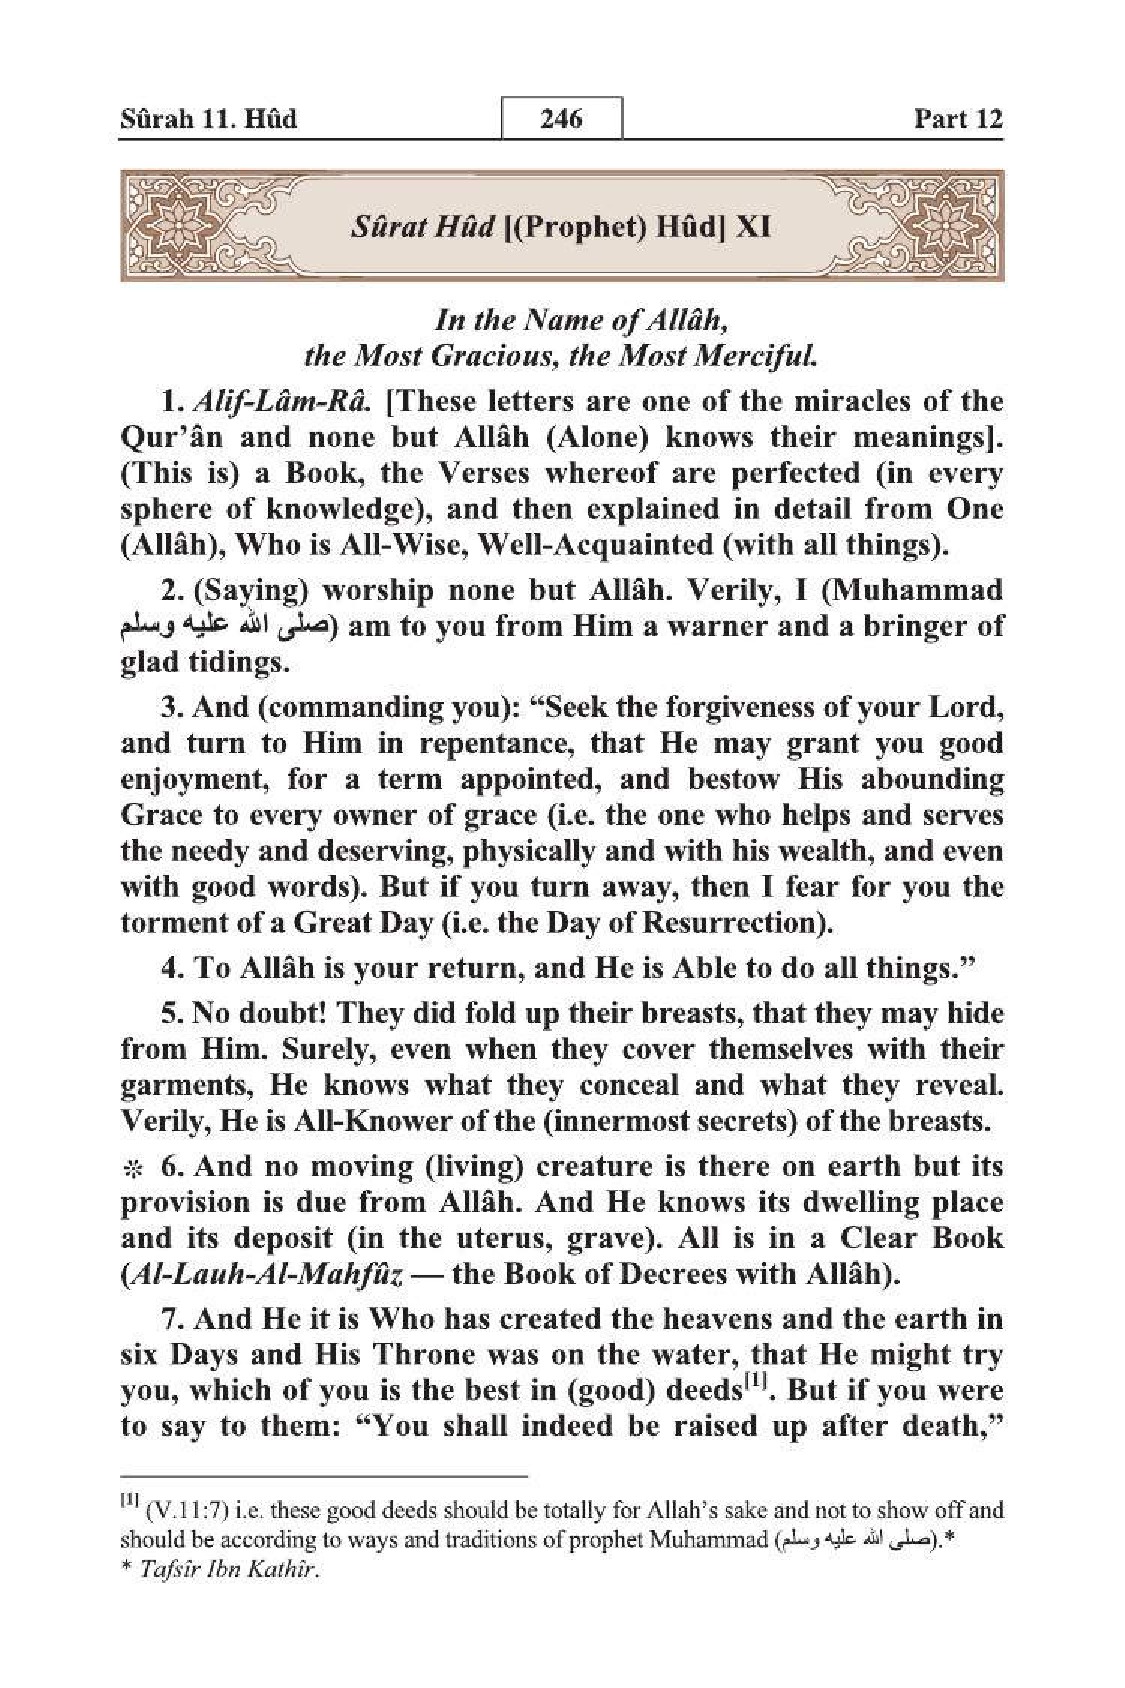 Sûrah 11. Hûd 246 Part 12
Sûrat Hûd [(Prophet) Hûd] XI
In the Name of Allâh,
the Most Gracious, the Most Merciful.
1. Alif-Lâm-Râ. [These letters are one of the miracles of the
Qur’ân and none but Allâh (Alone) knows their meanings].
(This is) a Book, the Verses whereof are perfected (in every
sphere of knowledge), and then explained in detail from One
(Allâh), Who is All-Wise, Well-Acquainted (with all things).
2. (Saying) worship none but Allâh. Verily, I (Muhammad
صلى الله عليه وسلم) am to you from Him a warner and a bringer of
glad tidings.
3. And (commanding you): “Seek the forgiveness of your Lord,
and turn to Him in repentance, that He may grant you good
enjoyment, for a term appointed, and bestow His abounding
Grace to every owner of grace (i.e. the one who helps and serves
the needy and deserving, physically and with his wealth, and even
with good words). But if you turn away, then I fear for you the
torment of a Great Day (i.e. the Day of Resurrection).
4. To Allâh is your return, and He is Able to do all things.”
5. No doubt! They did fold up their breasts, that they may hide
from Him. Surely, even when they cover themselves with their
garments, He knows what they conceal and what they reveal.
Verily, He is All-Knower of the (innermost secrets) of the breasts.
※ 6. And no moving (living) creature is there on earth but its
provision is due from Allâh. And He knows its dwelling place
and its deposit (in the uterus, grave). All is in a Clear Book
(Al-Lauh-Al-Mahfûz — the Book of Decrees with Allâh).
7. And He it is Who has created the heavens and the earth in
six Days and His Throne was on the water, that He might try
you, which of you is the best in (good) deeds[1]. But if you were
to say to them: “You shall indeed be raised up after death,”
[1] (V.11:7) i.e. these good deeds should be totally for Allah’s sake and not to show off and
should be according to ways and traditions of prophet Muhammad (صلى الله عليه وسلم).*
* Tafsîr Ibn Kathîr.